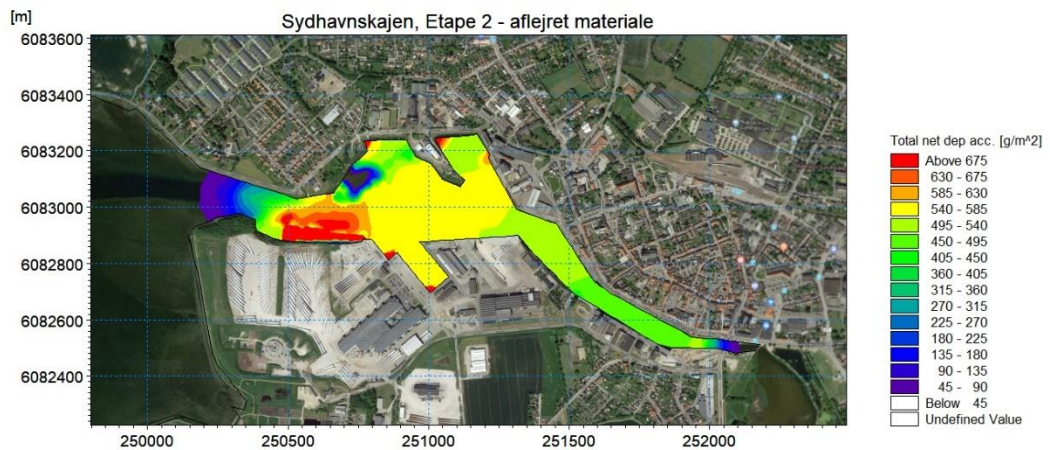 [m]
Sydhavnskajen, Etape 2 - aflejret materiale
6083600
6083400
6083200
6083000
6082800
6082600
6082400
250000
250500
251000
251500
252000
Total net dep acc. [g/m^2]
Above 675
630 - 675
585 - 630
540 - 585
495 - 540
450 - 495
405 - 450
360 - 405
315 - 360
270 - 315
225 - 270
180 - 225
135 - 180
90 - 135
45 - 90
Below 45
Undefined Value